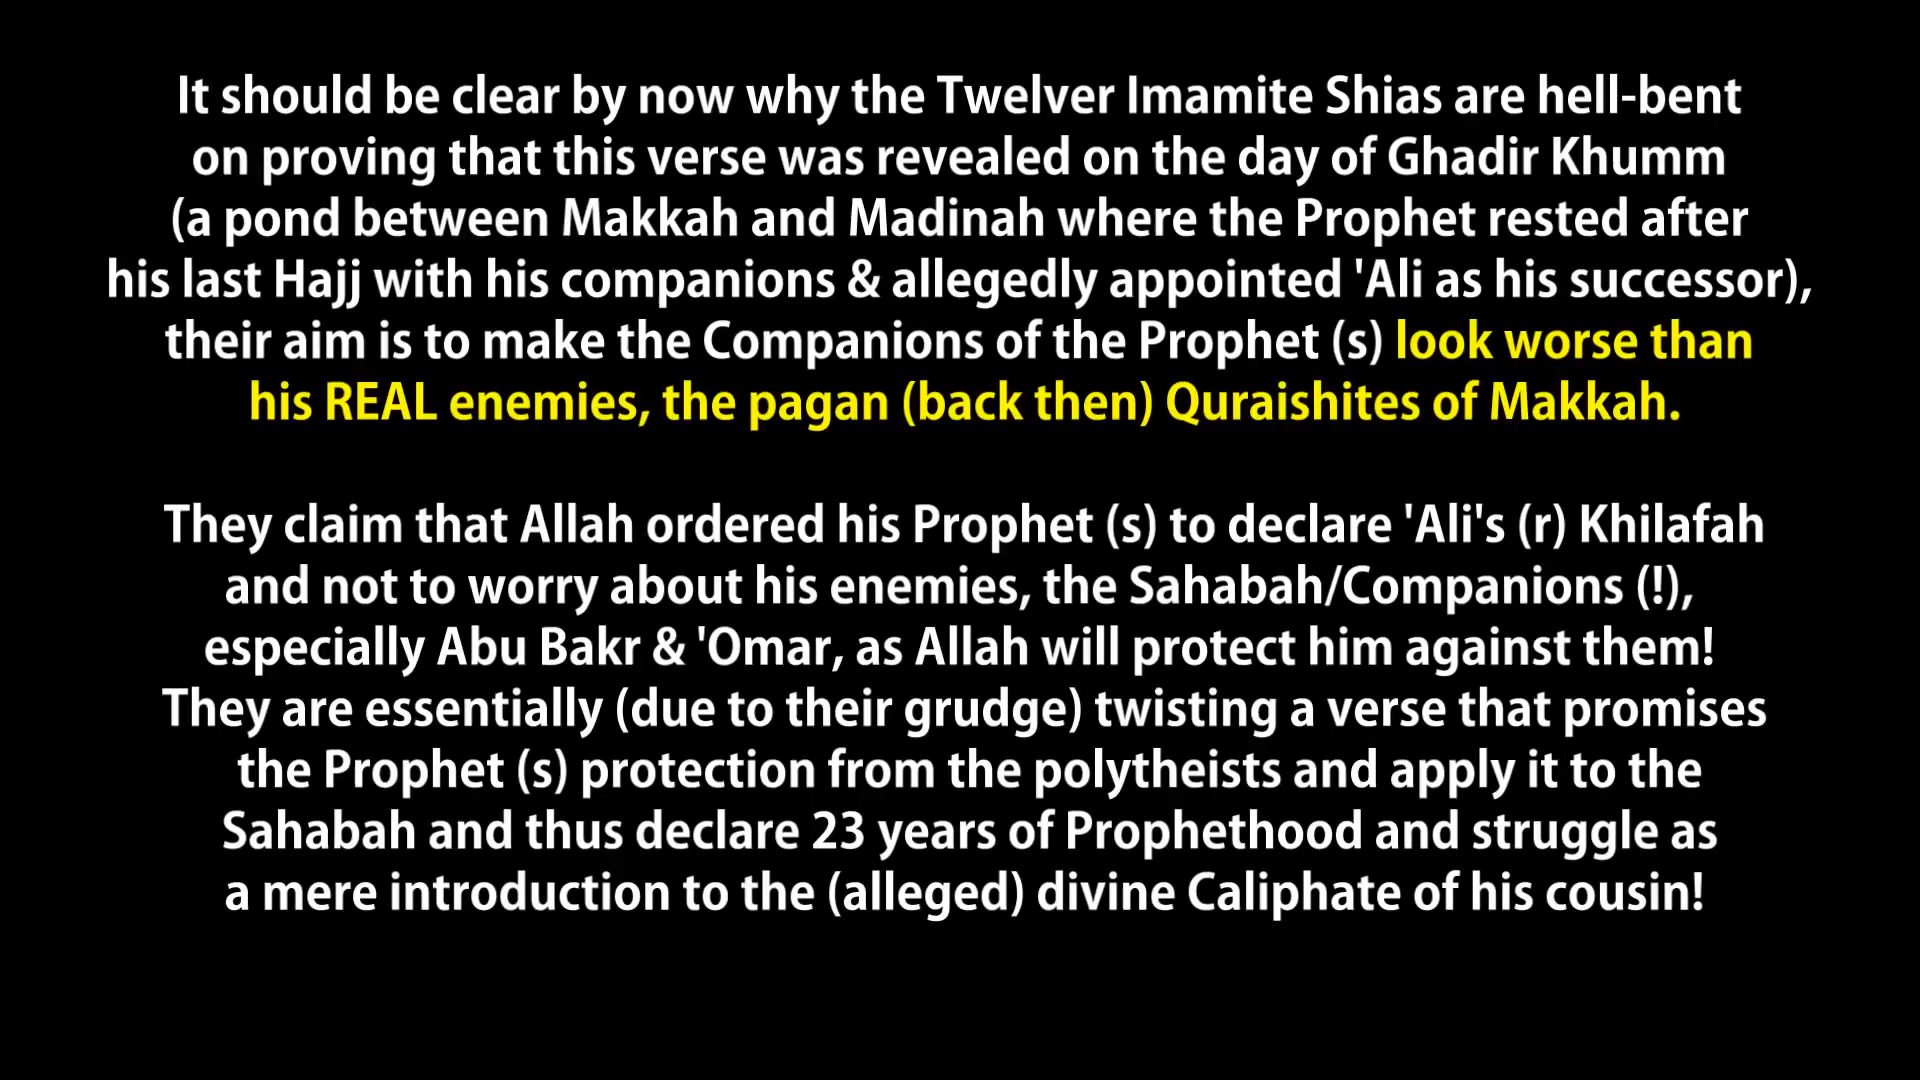 It should be clear by now why the Twelver Imamite Shias are hell-bent
on proving that this verse was revealed on the day of Ghadir Khumm
(a pond between Makkah and Madinah where the Prophet rested after
his last Hajj with his companions & allegedly appointed 'Ali as his successor),
their aim is to make the Companions of the Prophet (s) look worse than
his REAL enemies, the pagan (back then) Quraishites of Makkah.
They claim that Allah ordered his Prophet (s) to declare 'Ali's (r) Khilafah
and not to worry about his enemies, the Sahabah/Companions (!),
especially Abu Bakr & 'Omar, as Allah will protect him against them!
They are essentially (due to their grudge) twisting a verse that promises
the Prophet (s) protection from the polytheists and apply it to the
Sahabah and thus declare 23 years of Prophethood and struggle as
a mere introduction to the (alleged) divine Caliphate of his cousin!